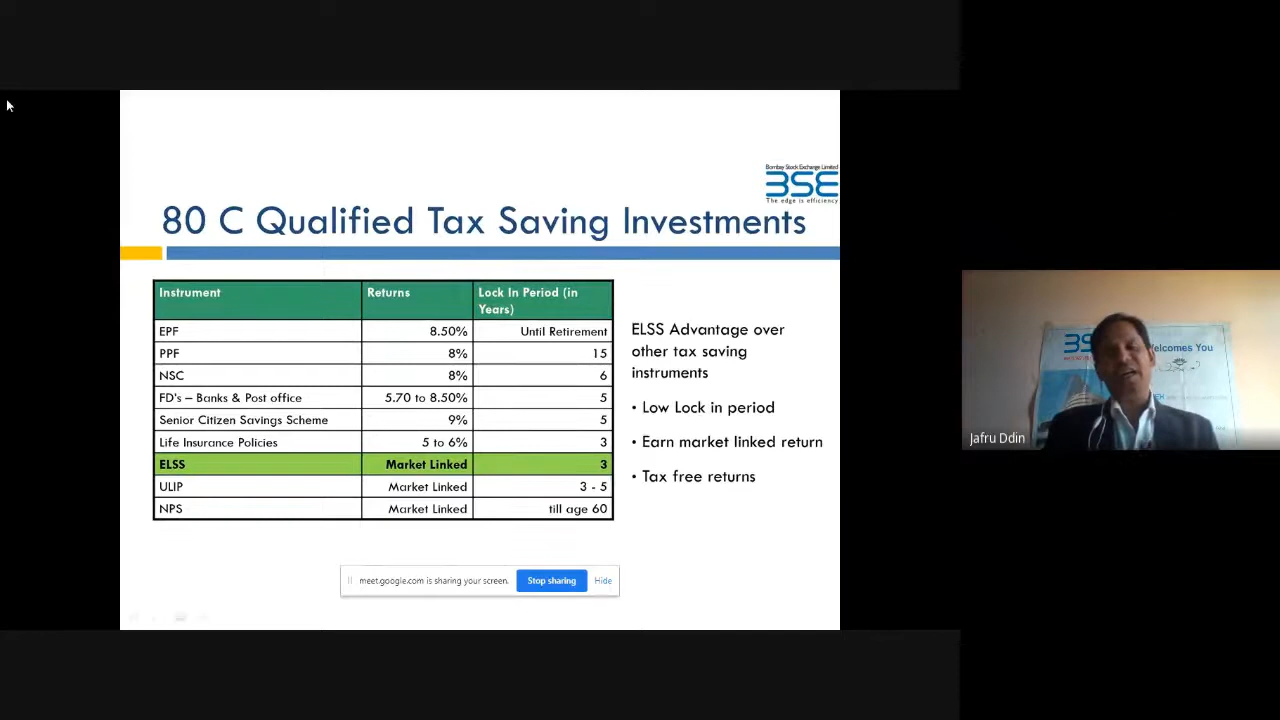 Bombay Stock Exchange Limited
BSE
The edge is efficiency
80 C Qualified Tax Saving Investments
Instrument Returns Lock In Period (in Years)
EPF 8.50% Until Retirement
PPF 8% 15
NSC 8% 6
FD's – Banks & Post office 5.70 to 8.50% 5
Senior Citizen Savings Scheme 9% 5
Life Insurance Policies 5 to 6% 3
ELSS Market Linked 3
ULIP Market Linked 3 - 5
NPS Market Linked till age 60
ELSS Advantage over
other tax saving
instruments
• Low Lock in period
• Earn market linked return
• Tax free returns
meet.google.com is sharing your screen. Stop sharing Hide
elcomes You
Jafru Ddin